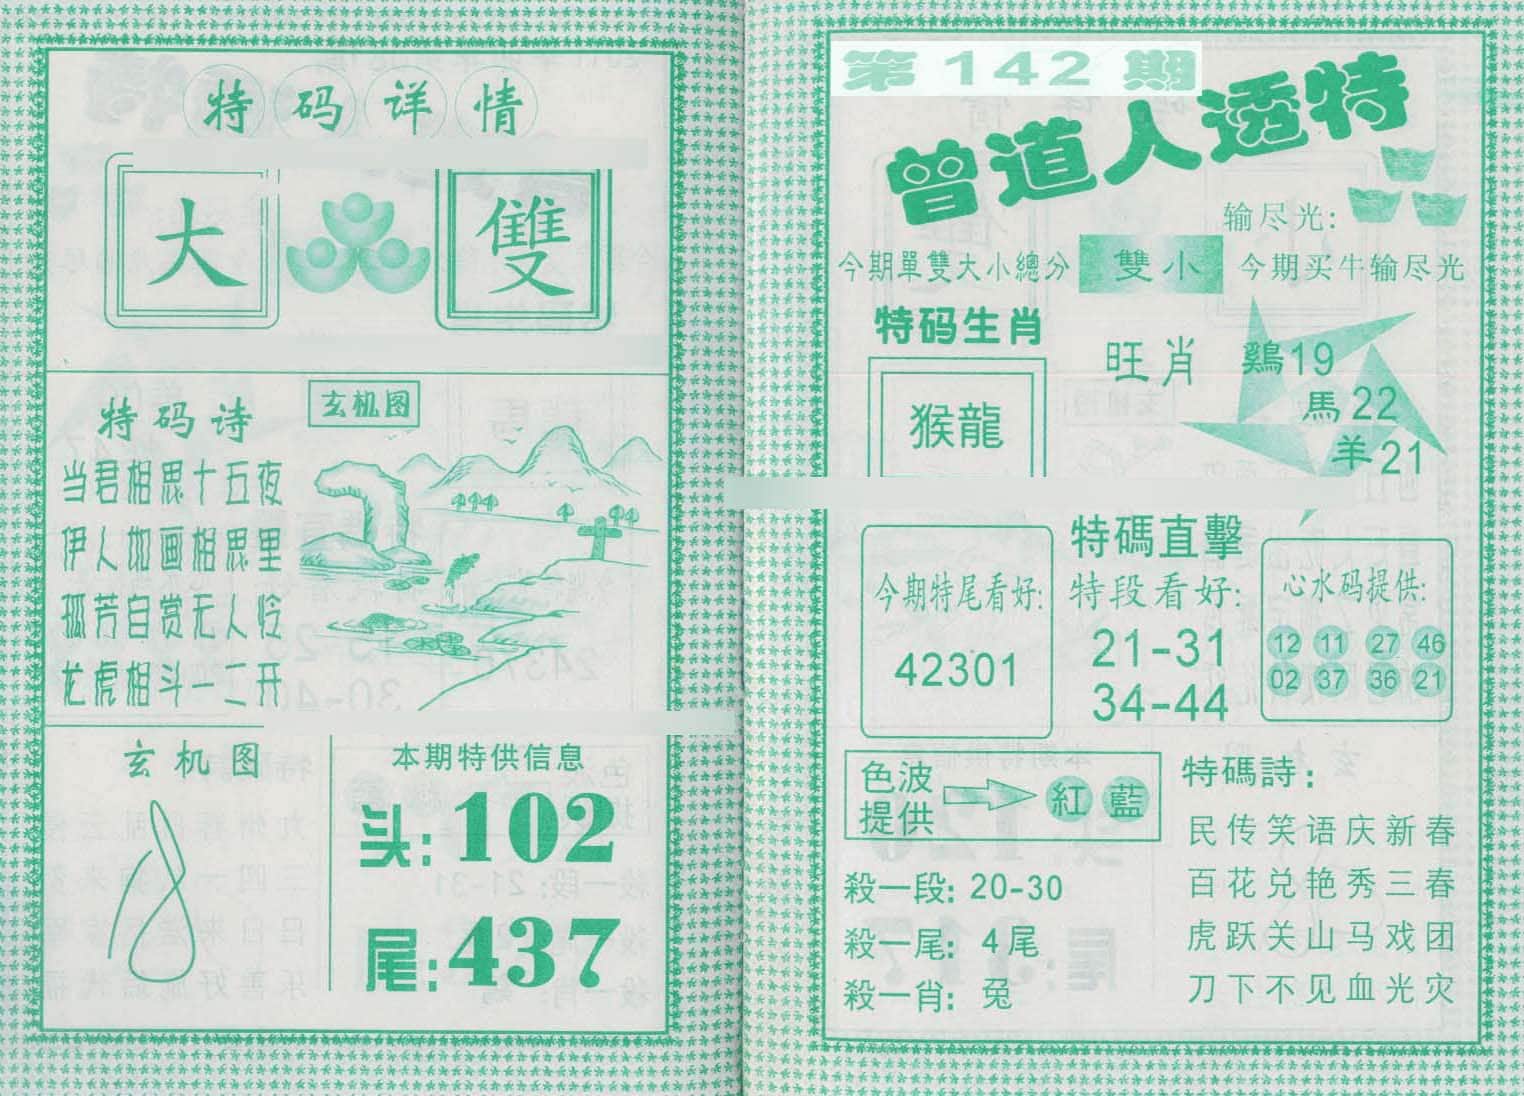 特码详情
大 雙
特码诗
当君相思十五夜
伊人如画相思里
孤芳自赏无人怜
龙虎相斗一二开
玄机图
玄机图
本期特供信息
头:102
尾:437
第142期
曾道人透特
输尽光:
今期單雙大小總分 雙小 今期买牛输尽光
特码生肖
猴龍
旺肖
鷄19
馬22
羊21
今期特尾看好:
42301
特碼直擊
特段看好:
21-31
34-44
心水码提供:
12 11 27 46
02 37 36 21
色波提供 紅 藍
殺一段: 20-30
殺一尾: 4尾
殺一肖: 兔
特碼詩:
民传笑语庆新春
百花兑艳秀三春
虎跃关山马戏团
刀下不见血光灾